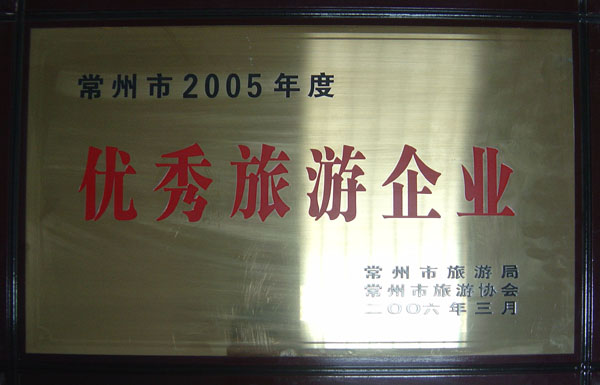 常州市2005年度
优秀旅游企业
常州市旅游局
常州市旅游协会
二〇〇六年三月